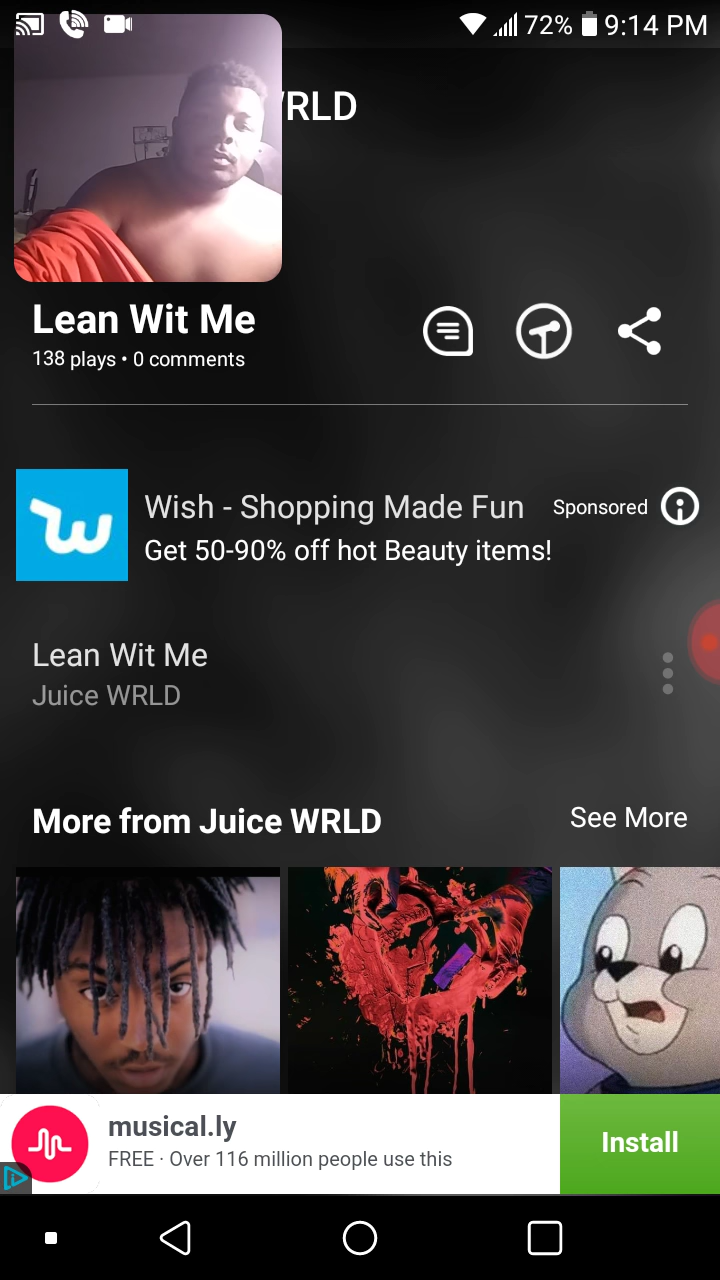 72% 9:14 PM
RLD
Lean Wit Me
138 plays • 0 comments
Wish - Shopping Made Fun
Sponsored
Get 50-90% off hot Beauty items!
Lean Wit Me
Juice WRLD
More from Juice WRLD
See More
musical.ly
FREE · Over 116 million people use this
Install